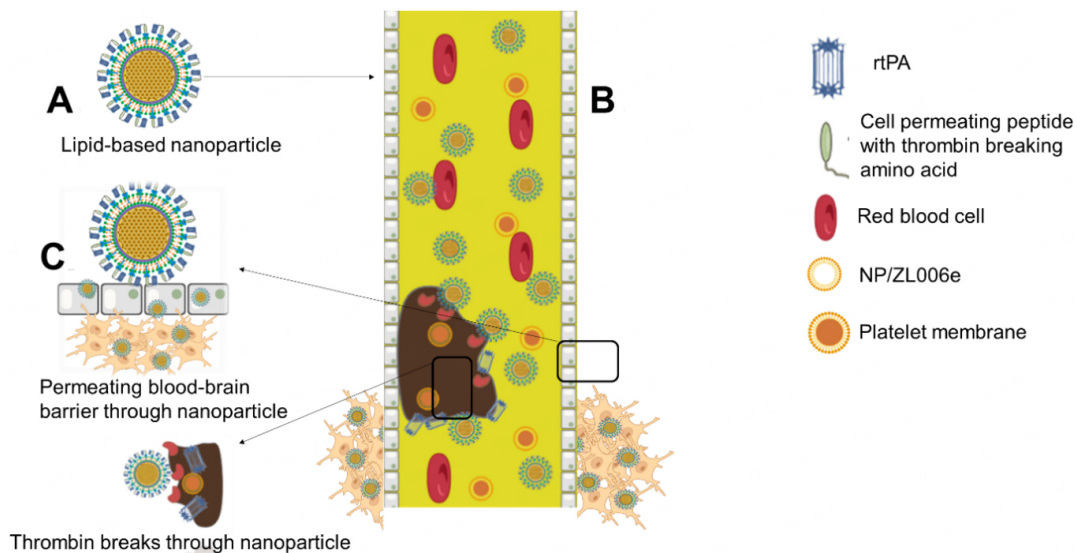 A
Lipid-based nanoparticle
B
C
Permeating blood-brain
barrier through nanoparticle
Thrombin breaks through nanoparticle
rtPA
Cell permeating peptide
with thrombin breaking
amino acid
Red blood cell
NP/ZL006e
Platelet membrane